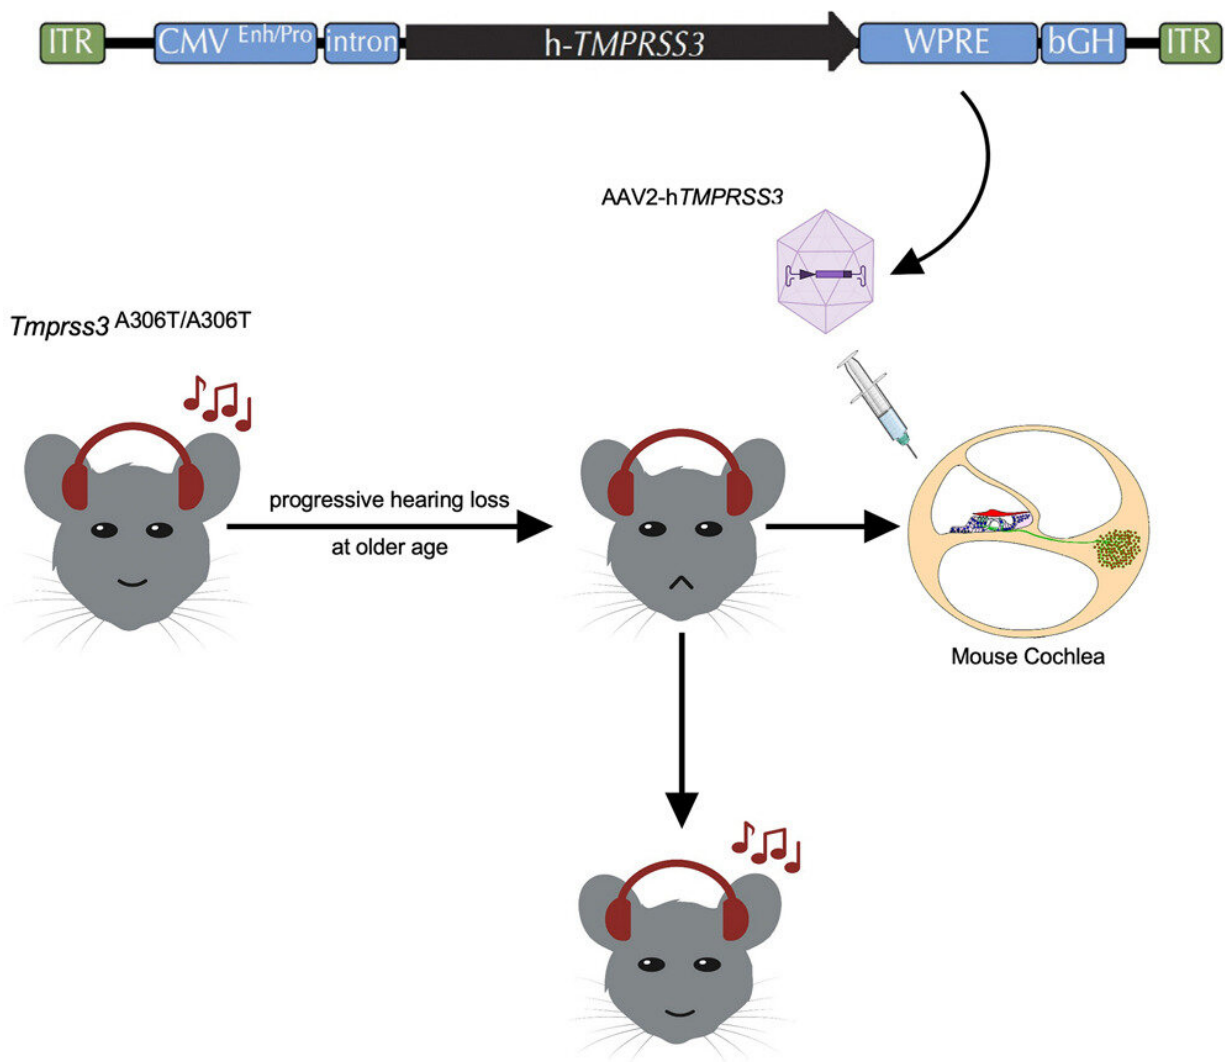 ITR CMV Enh/Pro intron h-TMPRSS3 WPRE bGH ITR
AAV2-hTMPRSS3
Tmprss3 A306T/A306T
progressive hearing loss
at older age
Mouse Cochlea